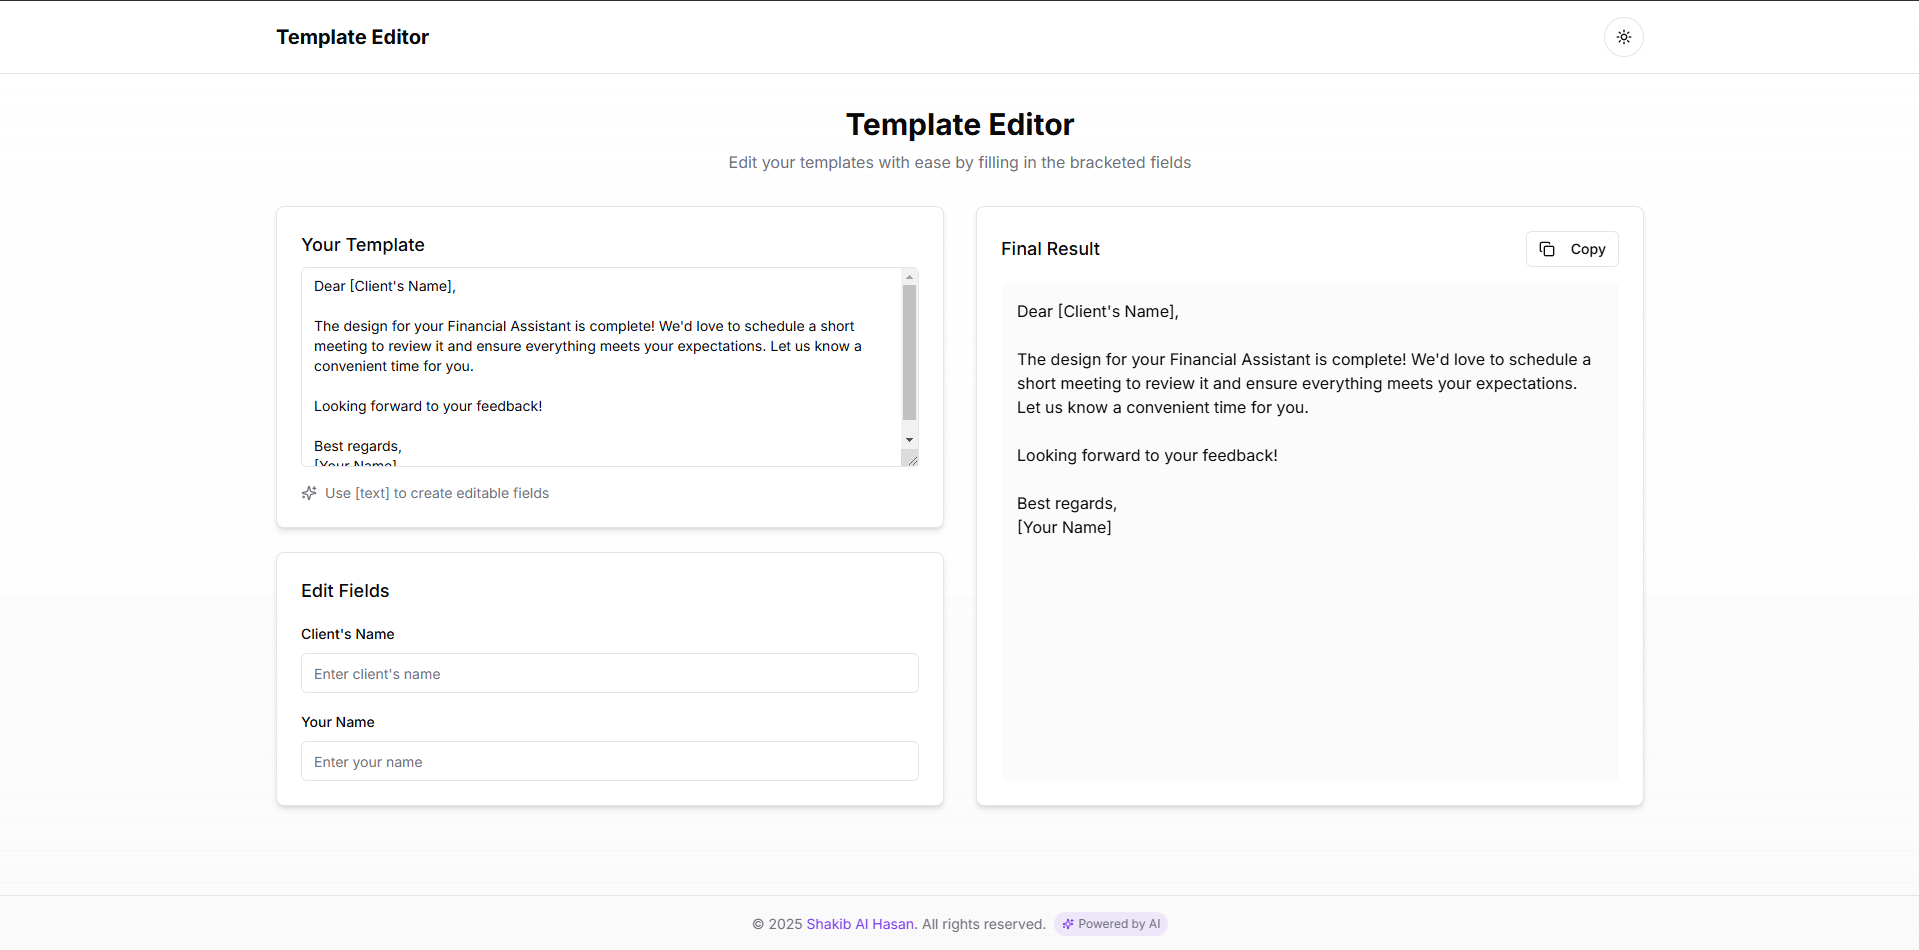 Template Editor
Template Editor
Edit your templates with ease by filling in the bracketed fields
Your Template
Dear [Client's Name],
The design for your Financial Assistant is complete! We'd love to schedule a short
meeting to review it and ensure everything meets your expectations. Let us know a
convenient time for you.
Looking forward to your feedback!
Best regards,
[Your Name]
Use [text] to create editable fields
Edit Fields
Client's Name
Enter client's name
Your Name
Enter your name
Final Result
Copy
Dear [Client's Name],
The design for your Financial Assistant is complete! We'd love to schedule a
short meeting to review it and ensure everything meets your expectations.
Let us know a convenient time for you.
Looking forward to your feedback!
Best regards,
[Your Name]
© 2025 Shakib Al Hasan. All rights reserved. Powered by AI